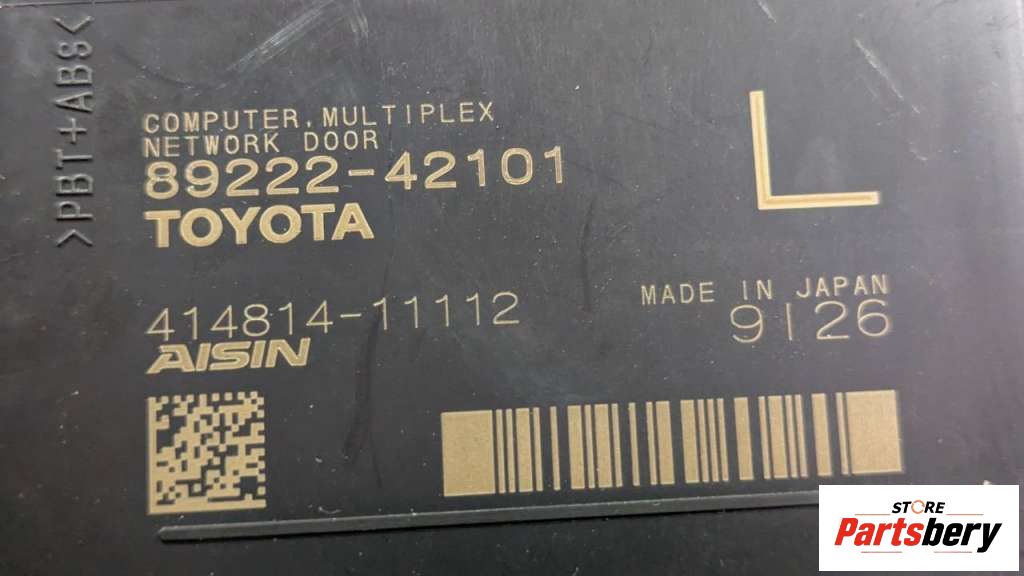 >PBT+ABS<
COMPUTER, MULTIPLEX
NETWORK DOOR
89222-42101
TOYOTA
L
414814-11112
AISIN
MADE IN JAPAN
9126
STORE
Partsbery